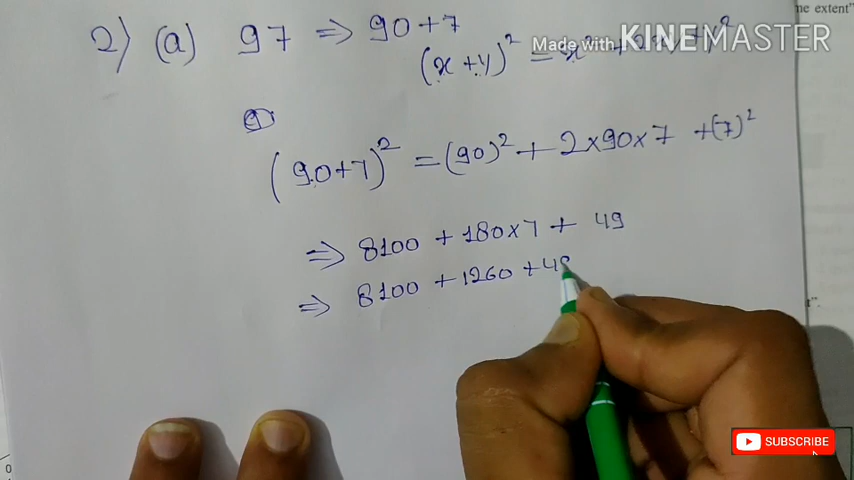 ne extent"
2) (a) 97 ⇒ 90+7
Made with KINEMASTER
(x+y)² = x²
(90+7)² = (90)² + 2×90×7 +(7)²
⇒ 8100 + 180×7 + 49
⇒ 8100 + 1260 + 49
SUBSCRIBE